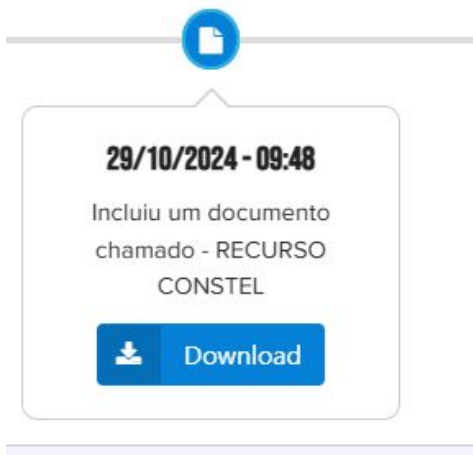 29/10/2024 - 09:48
Incluiu um documento
chamado - RECURSO
CONSTEL
Download